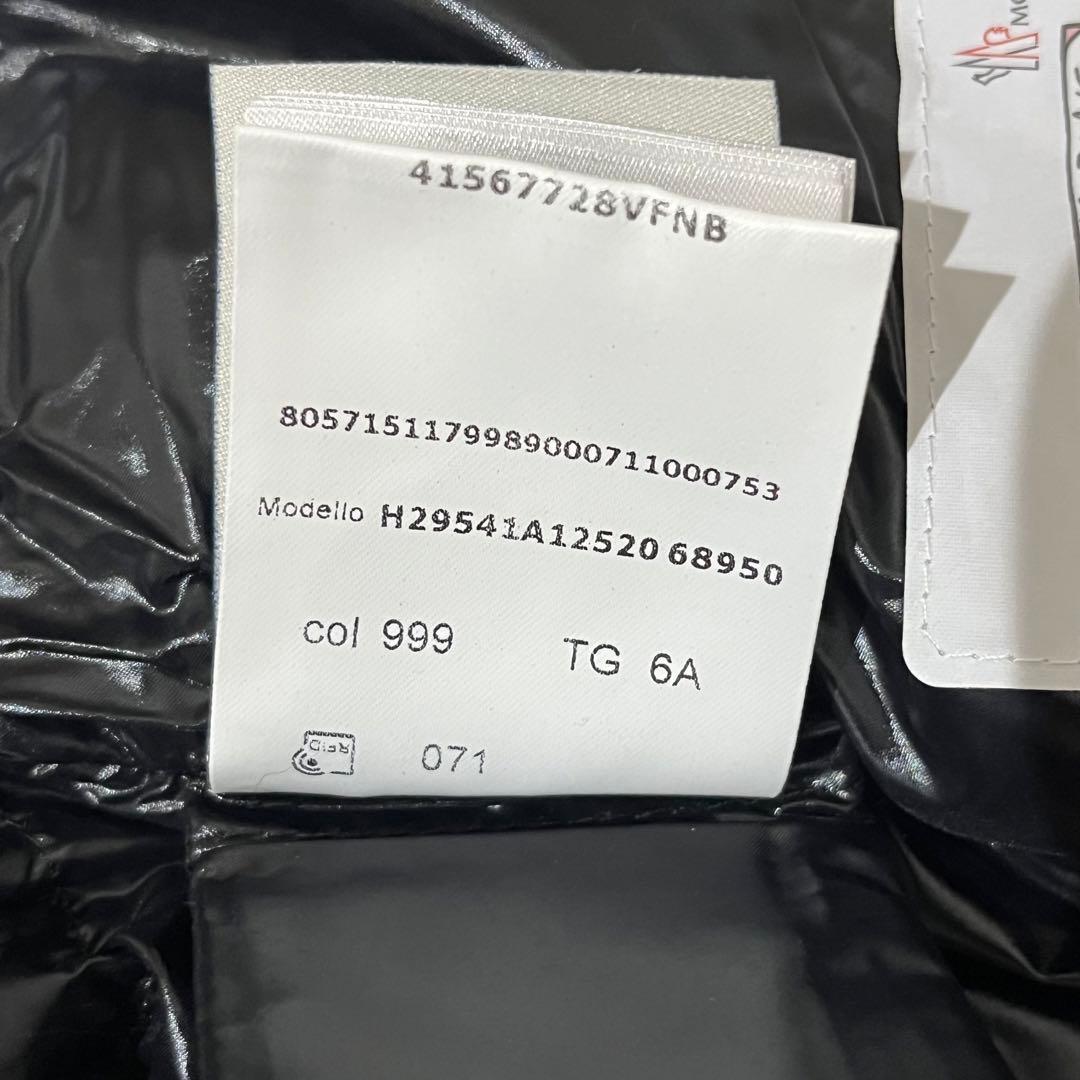 41567728VFNB
8057151179989000711000753
Modello H29541A12520 68950
col 999 TG 6A
RFID 071